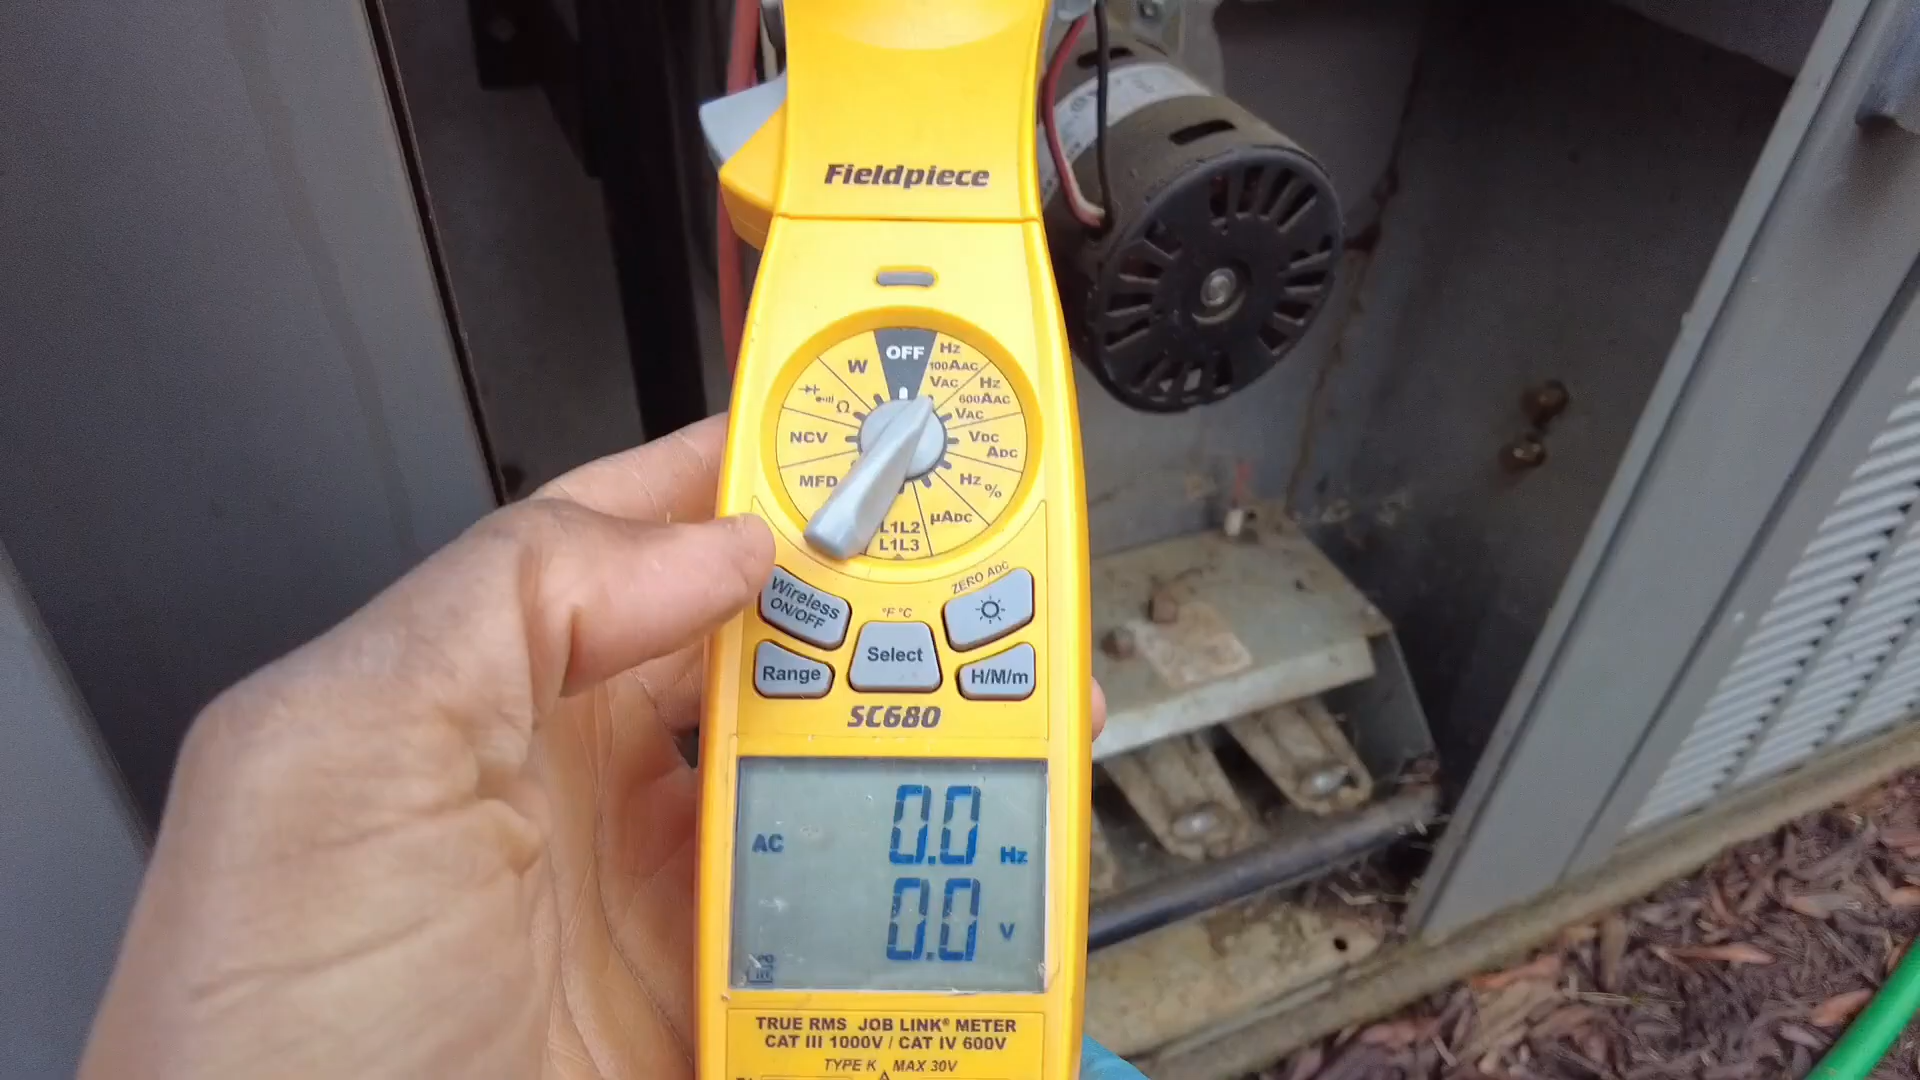 Fieldpiece
OFF
Hz
100AAC
VAC
Hz
600AAC
VAC
VDC
ADC
Hz %
µADC
L1L2
L1L3
MFD
NCV
Ω
W
ZERO ADC
Wireless
ON/OFF
°F °C
Select
Range
H/M/m
SC680
AC 0.0 Hz
0.0 V
TRUE RMS JOB LINK® METER
CAT III 1000V / CAT IV 600V
TYPE K MAX 30V